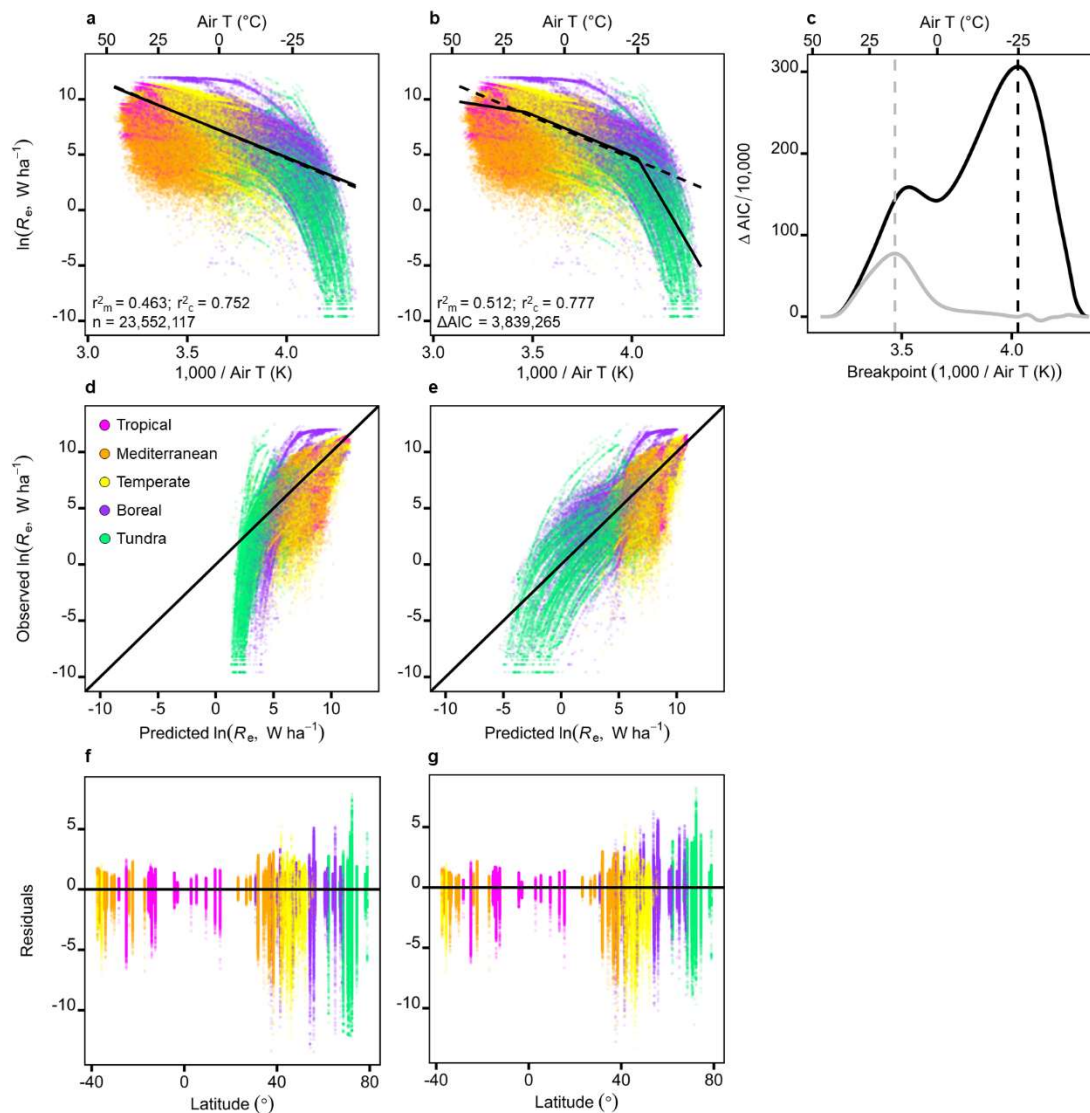 a
Air T (°C)
50
25
0
-25
ln(Re, W ha−1)
10
5
0
-5
-10
r2m = 0.463; r2c = 0.752
n = 23,552,117
3.0
3.5
4.0
1,000 / Air T (K)
b
Air T (°C)
50
25
0
-25
10
5
0
-5
-10
r2m = 0.512; r2c = 0.777
ΔAIC = 3,839,265
3.0
3.5
4.0
1,000 / Air T (K)
c
Air T (°C)
50
25
0
-25
Δ AIC/10,000
300
200
100
0
3.5
4.0
Breakpoint (1,000 / Air T (K))
d
Tropical
Mediterranean
Temperate
Boreal
Tundra
Observed ln(Re, W ha−1)
10
5
0
-5
-10
-10
-5
0
5
10
Predicted ln(Re, W ha−1)
e
10
5
0
-5
-10
-10
-5
0
5
10
Predicted ln(Re, W ha−1)
f
Residuals
5
0
-5
-10
-40
0
40
80
Latitude (°)
g
5
0
-5
-10
-40
0
40
80
Latitude (°)